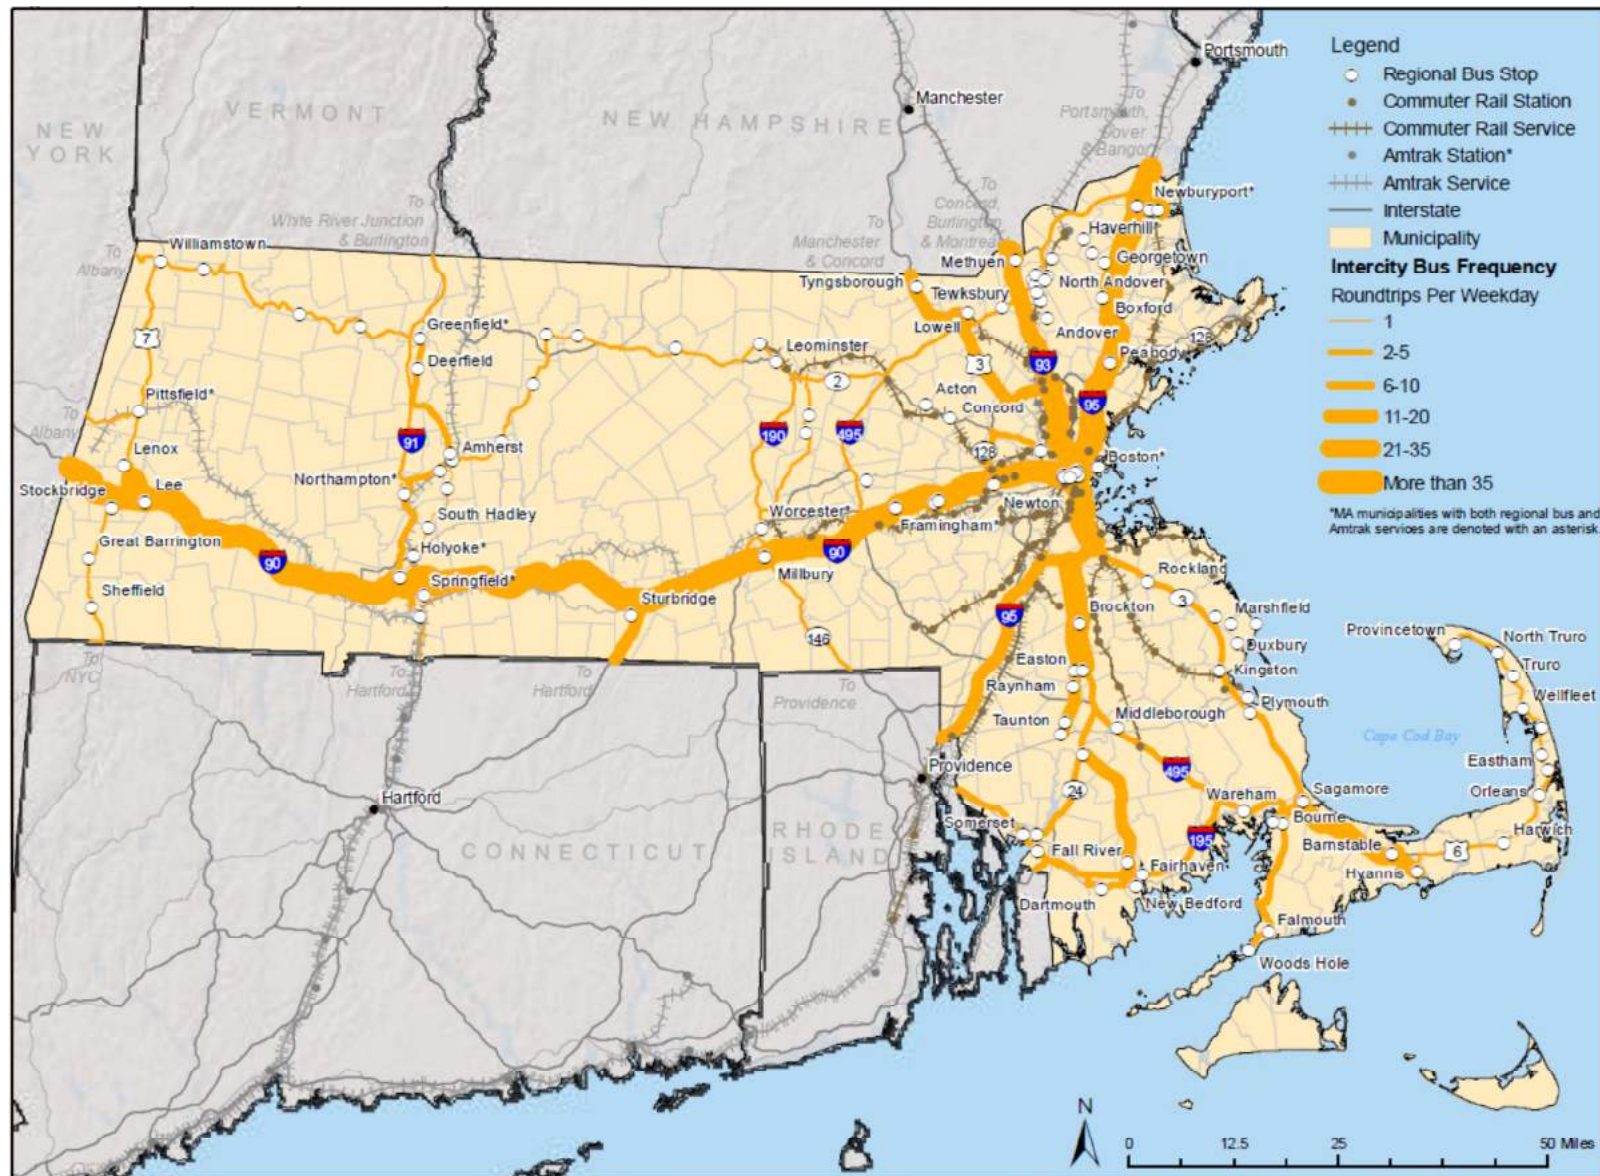 Portsmouth
Manchester
VERMONT
NEW HAMPSHIRE
NEW
YORK
To
Portsmouth,
Dover
& Bangor
To
White River Junction
& Burlington
To
Manchester
& Concord
To
Concord,
Burlington
& Montreal
To
Albany
To
Albany
Williamstown
7
Pittsfield*
Lenox
Lee
Stockbridge
Great Barrington
Sheffield
90
Greenfield*
Deerfield
91
Amherst
Northampton*
South Hadley
Holyoke*
Springfield*
Leominster
2
190
495
Worcester*
90
Millbury
Sturbridge
146
Framingham*
Newton
Acton
Concord
128
Tyngsborough
Lowell
Tewksbury
3
Methuen
Newburyport*
Haverhill*
Georgetown
North Andover
Boxford
Andover
Peabody
128
93
95
Boston*
95
Brockton
Rockland
3
Marshfield
Duxbury
Kingston
Plymouth
Easton
Raynham
Taunton
Middleborough
24
495
Wareham
Sagamore
Bourne
195
Somerset
Fall River
Fairhaven
Dartmouth
New Bedford
Barnstable
Hyannis
6
Harwich
Orleans
Eastham
Wellfleet
Truro
North Truro
Provincetown
Cape Cod Bay
Falmouth
Woods Hole
To
NYC
To
Hartford
To
Hartford
To
Providence
Providence
Hartford
CONNECTICUT
RHODE
ISLAND
Legend
Regional Bus Stop
Commuter Rail Station
Commuter Rail Service
Amtrak Station*
Amtrak Service
Interstate
Municipality
Intercity Bus Frequency
Roundtrips Per Weekday
1
2-5
6-10
11-20
21-35
More than 35
*MA municipalities with both regional bus and
Amtrak services are denoted with an asterisk.
N
0 12.5 25 50 Miles